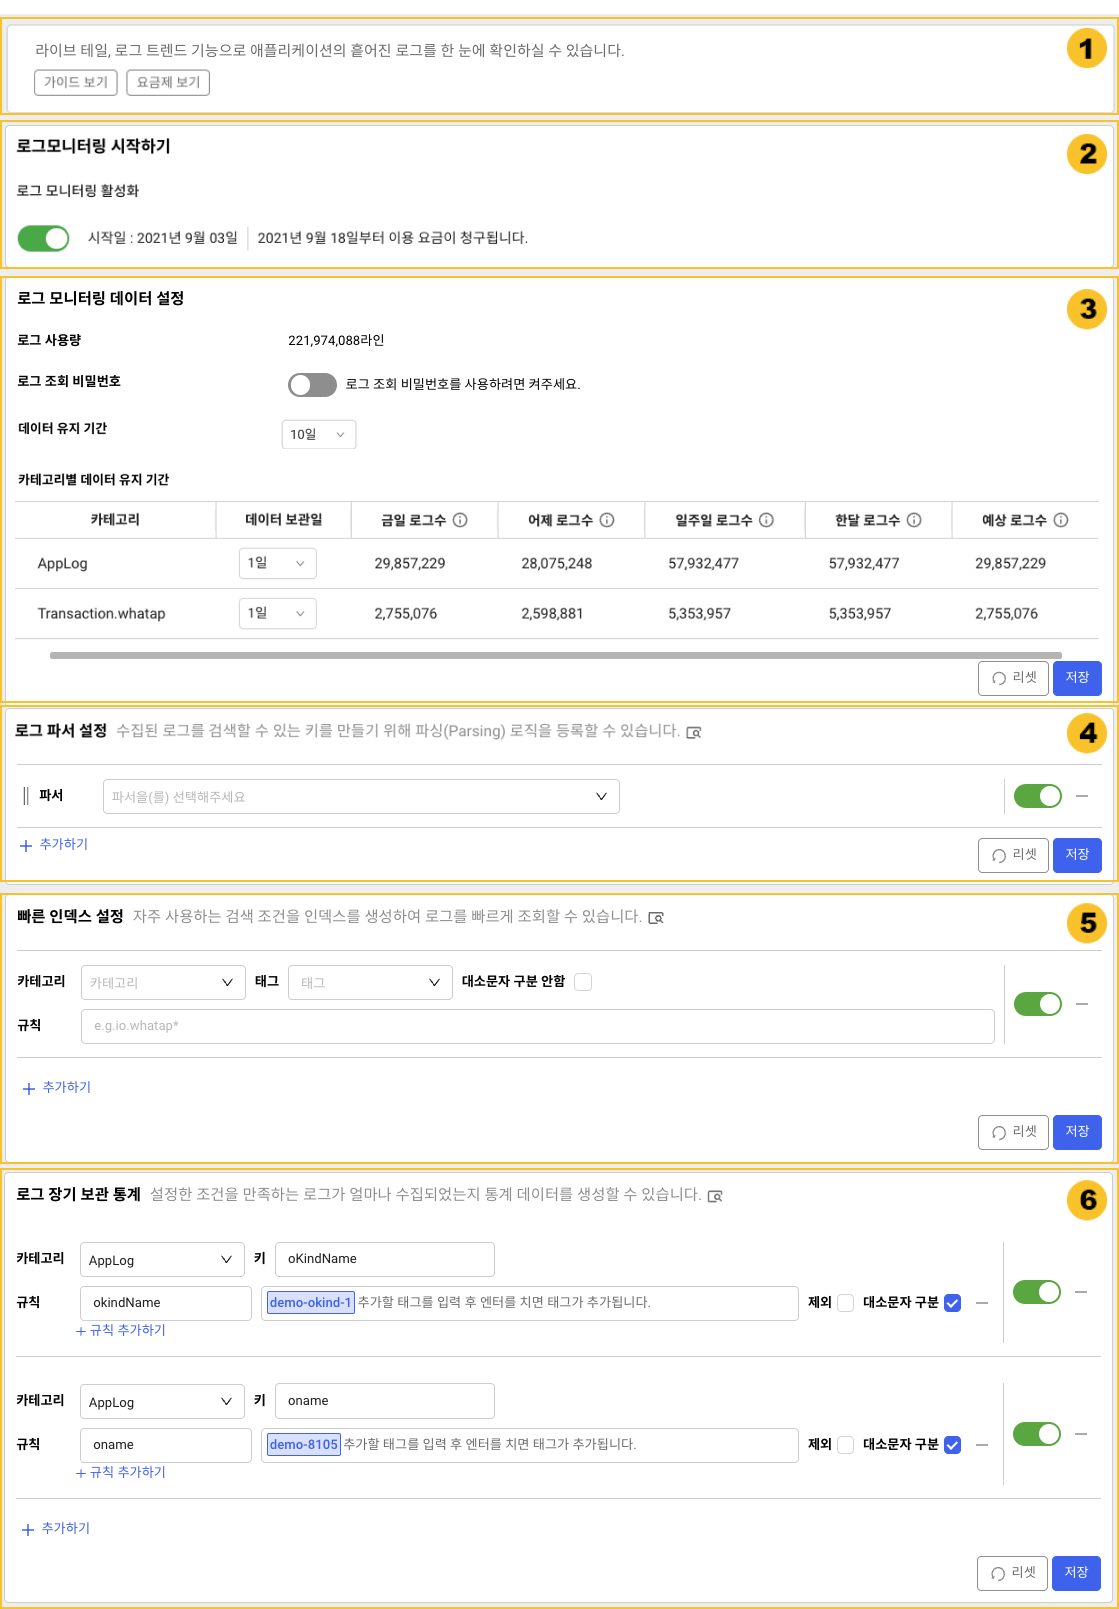 라이브 테일, 로그 트렌드 기능으로 애플리케이션의 흩어진 로그를 한 눈에 확인하실 수 있습니다.
1
가이드 보기 요금제 보기
로그모니터링 시작하기
2
로그 모니터링 활성화
시작일 : 2021년 9월 03일 2021년 9월 18일부터 이용 요금이 청구됩니다.
로그 모니터링 데이터 설정
3
로그 사용량 221,974,088라인
로그 조회 비밀번호 로그 조회 비밀번호를 사용하려면 켜주세요.
데이터 유지 기간 10일
카테고리별 데이터 유지 기간
카테고리 데이터 보관일 금일 로그수 어제 로그수 일주일 로그수 한달 로그수 예상 로그수
AppLog 1일 29,857,229 28,075,248 57,932,477 57,932,477 29,857,229
Transaction.whatap 1일 2,755,076 2,598,881 5,353,957 5,353,957 2,755,076
리셋 저장
로그 파서 설정 수집된 로그를 검색할 수 있는 키를 만들기 위해 파싱(Parsing) 로직을 등록할 수 있습니다.
4
파서 파서을(를) 선택해주세요
+ 추가하기
리셋 저장
빠른 인덱스 설정 자주 사용하는 검색 조건을 인덱스를 생성하여 로그를 빠르게 조회할 수 있습니다.
5
카테고리 카테고리 태그 태그 대소문자 구분 안함
규칙 e.g.io.whatap*
+ 추가하기
리셋 저장
로그 장기 보관 통계 설정한 조건을 만족하는 로그가 얼마나 수집되었는지 통계 데이터를 생성할 수 있습니다.
6
카테고리 AppLog 키 oKindName
규칙 okindName demo-okind-1 추가할 태그를 입력 후 엔터를 치면 태그가 추가됩니다. 제외 대소문자 구분
+ 규칙 추가하기
카테고리 AppLog 키 oname
규칙 oname demo-8105 추가할 태그를 입력 후 엔터를 치면 태그가 추가됩니다. 제외 대소문자 구분
+ 규칙 추가하기
+ 추가하기
리셋 저장